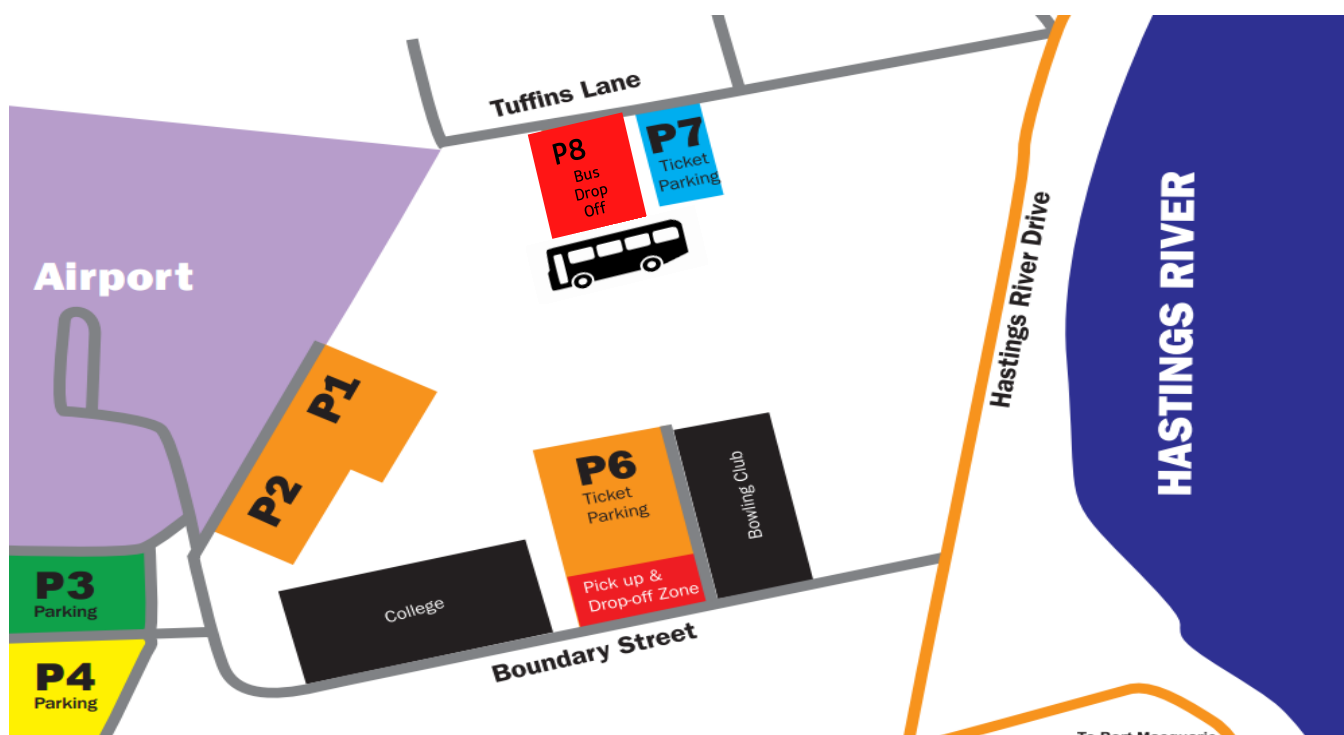 Tuffins Lane
P8
Bus
Drop
Off
P7
Ticket
Parking
Airport
Hastings River Drive
HASTINGS RIVER
P1
P2
P6
Ticket
Parking
Pick up &
Drop-off Zone
Bowling Club
College
Boundary Street
P3
Parking
P4
Parking